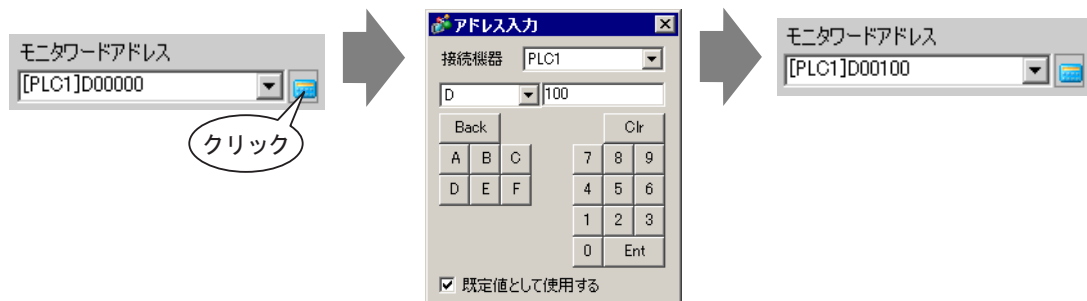 モニタワードアドレス
[PLC1]D00000
クリック
アドレス入力
接続機器 PLC1
D 100
Back Clr
A B C 7 8 9
D E F 4 5 6
1 2 3
0 Ent
既定値として使用する
モニタワードアドレス
[PLC1]D00100